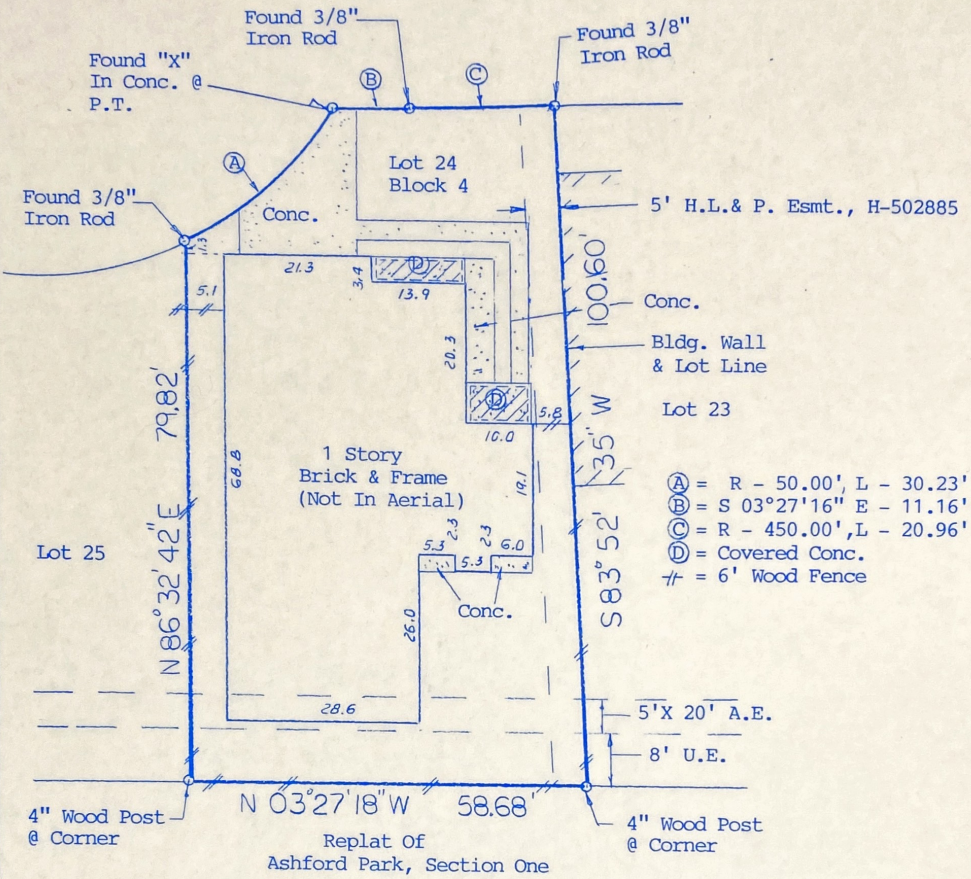 Found 3/8"
Iron Rod
Found 3/8"
Iron Rod
Found "X"
In Conc. @
P.T.
B
C
A
Lot 24
Block 4
Found 3/8"
Iron Rod
Conc.
5' H.L.& P. Esmt., H-502885
1.3
21.3
3.4
D
13.9
5.1
100.60
Conc.
20.3
Bldg. Wall
& Lot Line
79.82'
D
5.8
Lot 23
10.0
1 Story
Brick & Frame
(Not In Aerial)
68.8
19.1
S 83° 52' 35" W
A = R - 50.00', L - 30.23'
B = S 03°27'16" E - 11.16'
C = R - 450.00', L - 20.96'
D = Covered Conc.
-//- = 6' Wood Fence
Lot 25
N 86°32'42" E
5.3
2.3
5.3
2.3
6.0
Conc.
26.0
28.6
5'X 20' A.E.
8' U.E.
4" Wood Post
@ Corner
N 03°27'18" W 58.68'
4" Wood Post
@ Corner
Replat Of
Ashford Park, Section One